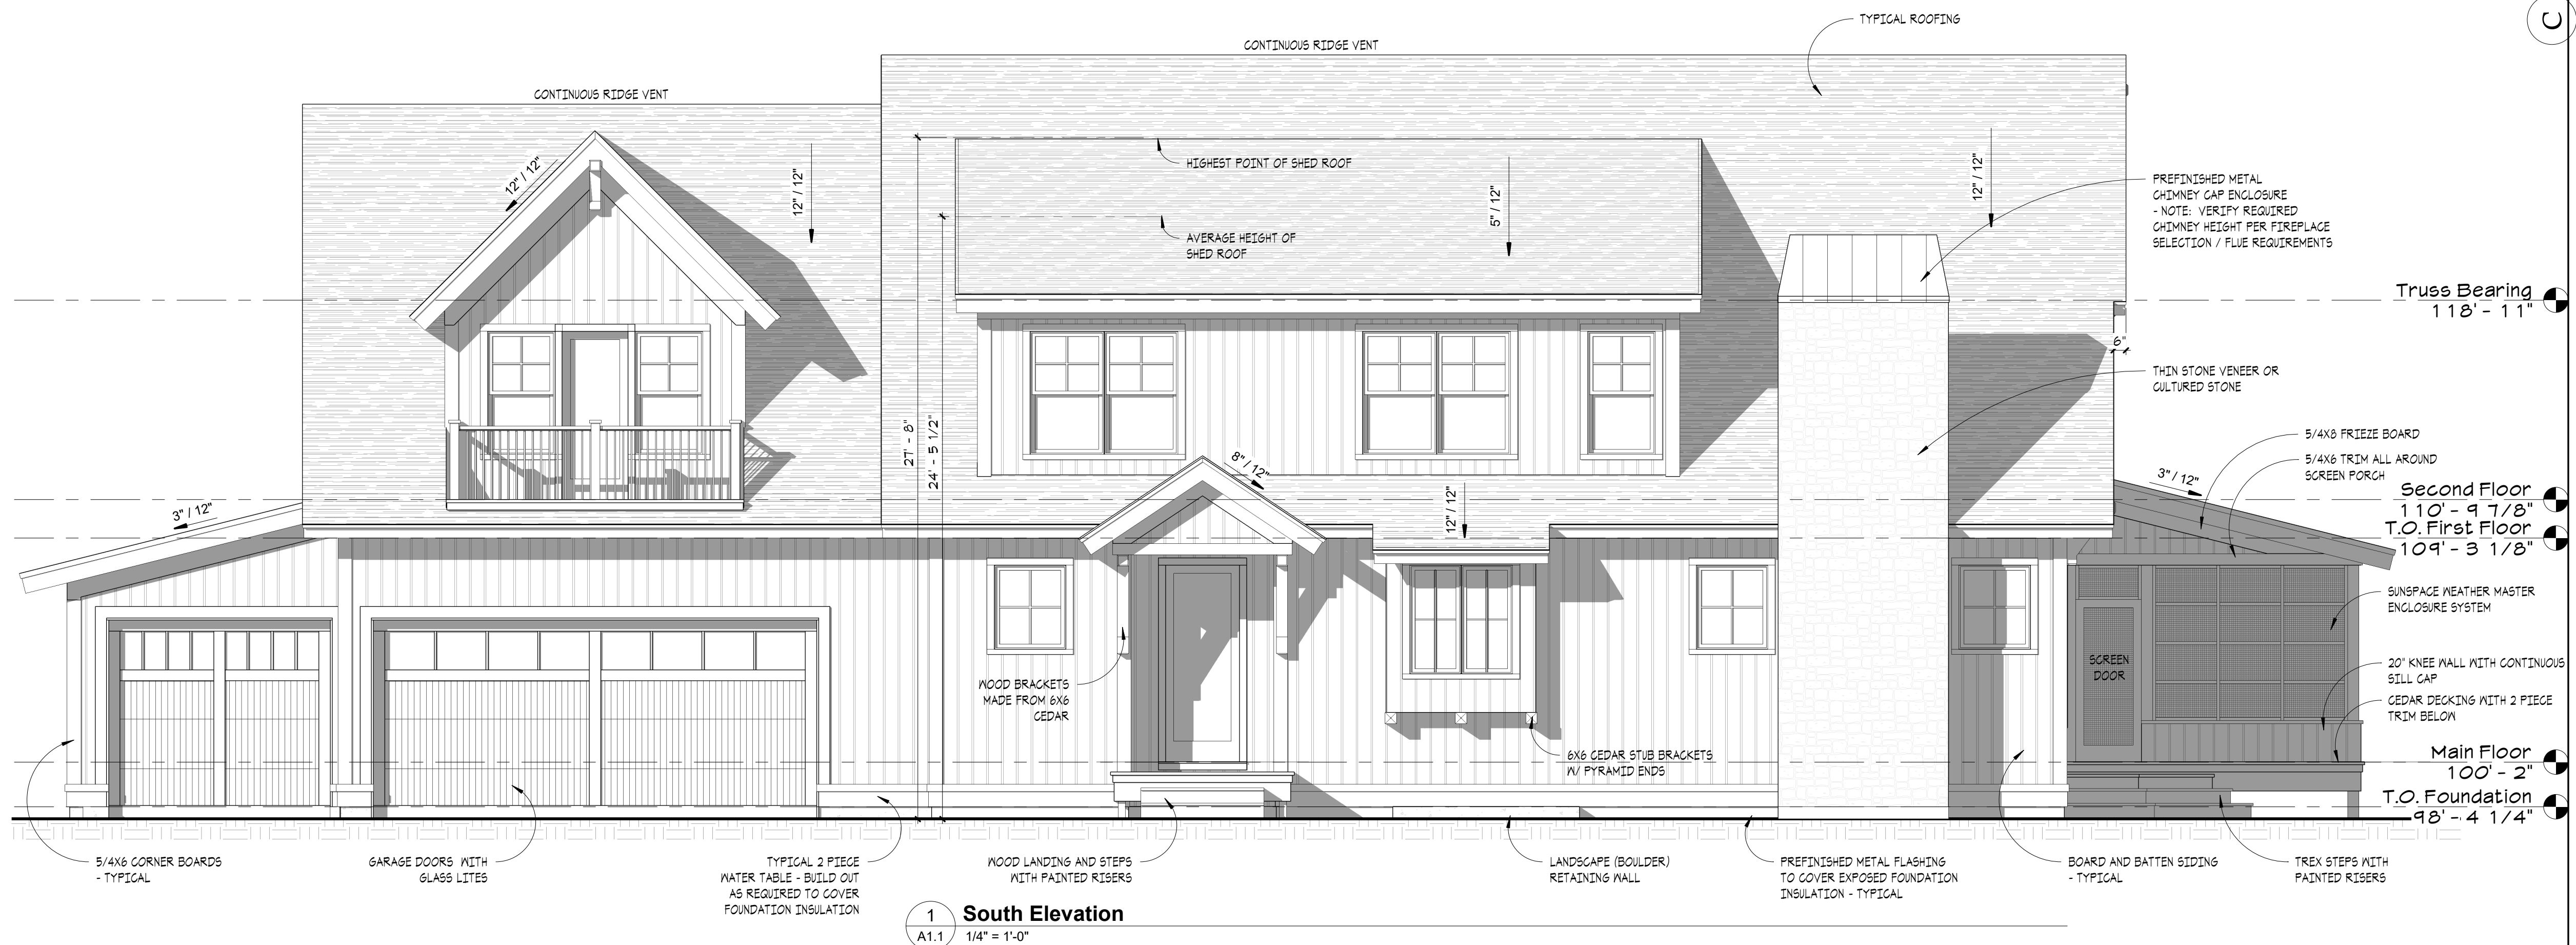 C
TYPICAL ROOFING
CONTINUOUS RIDGE VENT
CONTINUOUS RIDGE VENT
HIGHEST POINT OF SHED ROOF
12" / 12"
12" / 12"
5" / 12"
12" / 12"
PREFINISHED METAL
CHIMNEY CAP ENCLOSURE
- NOTE: VERIFY REQUIRED
CHIMNEY HEIGHT PER FIREPLACE
SELECTION / FLUE REQUIREMENTS
AVERAGE HEIGHT OF
SHED ROOF
Truss Bearing
118' - 11"
6"
THIN STONE VENEER OR
CULTURED STONE
27' - 8"
24' - 5 1/2"
5/4X8 FRIEZE BOARD
5/4X6 TRIM ALL AROUND
SCREEN PORCH
8" / 12"
3" / 12"
Second Floor
110' - 9 7/8"
3" / 12"
12" / 12"
T.O. First Floor
109' - 3 1/8"
SUNSPACE WEATHER MASTER
ENCLOSURE SYSTEM
SCREEN
DOOR
20" KNEE WALL WITH CONTINUOUS
SILL CAP
WOOD BRACKETS
MADE FROM 6X6
CEDAR
CEDAR DECKING WITH 2 PIECE
TRIM BELOW
6X6 CEDAR STUB BRACKETS
W/ PYRAMID ENDS
Main Floor
100' - 2"
T.O. Foundation
98' - 4 1/4"
5/4X6 CORNER BOARDS
- TYPICAL
GARAGE DOORS WITH
GLASS LITES
TYPICAL 2 PIECE
WATER TABLE - BUILD OUT
AS REQUIRED TO COVER
FOUNDATION INSULATION
WOOD LANDING AND STEPS
WITH PAINTED RISERS
LANDSCAPE (BOULDER)
RETAINING WALL
PREFINISHED METAL FLASHING
TO COVER EXPOSED FOUNDATION
INSULATION - TYPICAL
BOARD AND BATTEN SIDING
- TYPICAL
TREX STEPS WITH
PAINTED RISERS
1
A1.1
South Elevation
1/4" = 1'-0"